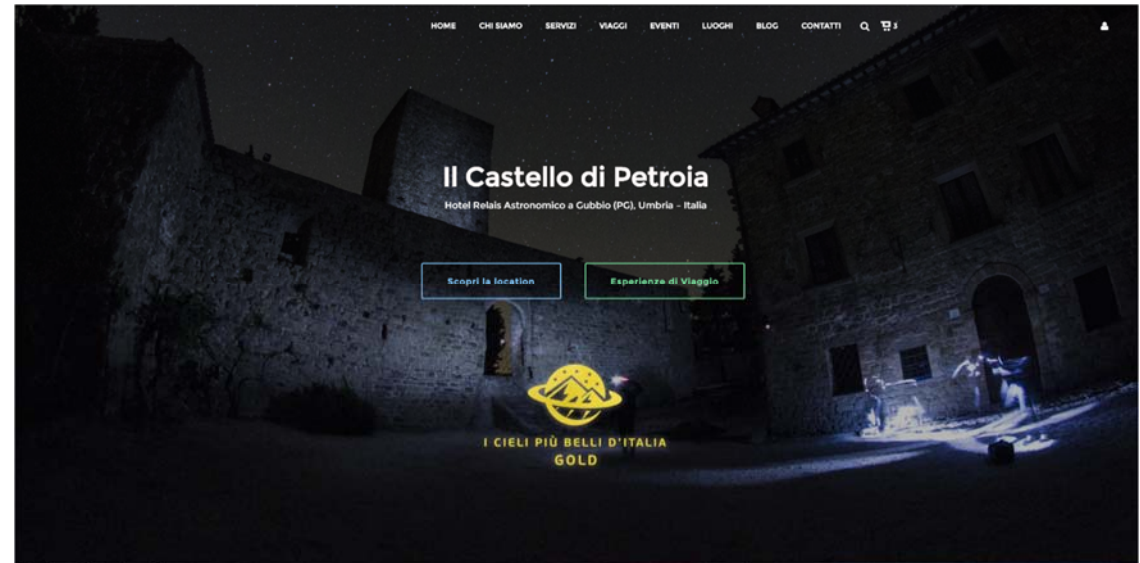 HOME CHI SIAMO SERVIZI VIAGGI EVENTI LUOGHI BLOG CONTATTI
Il Castello di Petroia
Hotel Relais Astronomico a Gubbio (PG), Umbria – Italia
Scopri la location Esperienze di Viaggio
I CIELI PIÙ BELLI D'ITALIA
GOLD